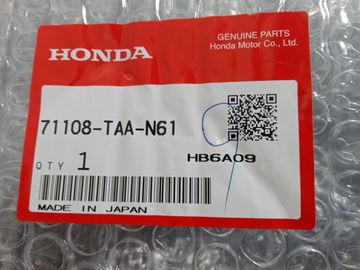 HONDA
GENUINE PARTS
Honda Motor Co., Ltd.
71108-TAA-N61
QTY 1
HB6A09
MADE IN JAPAN